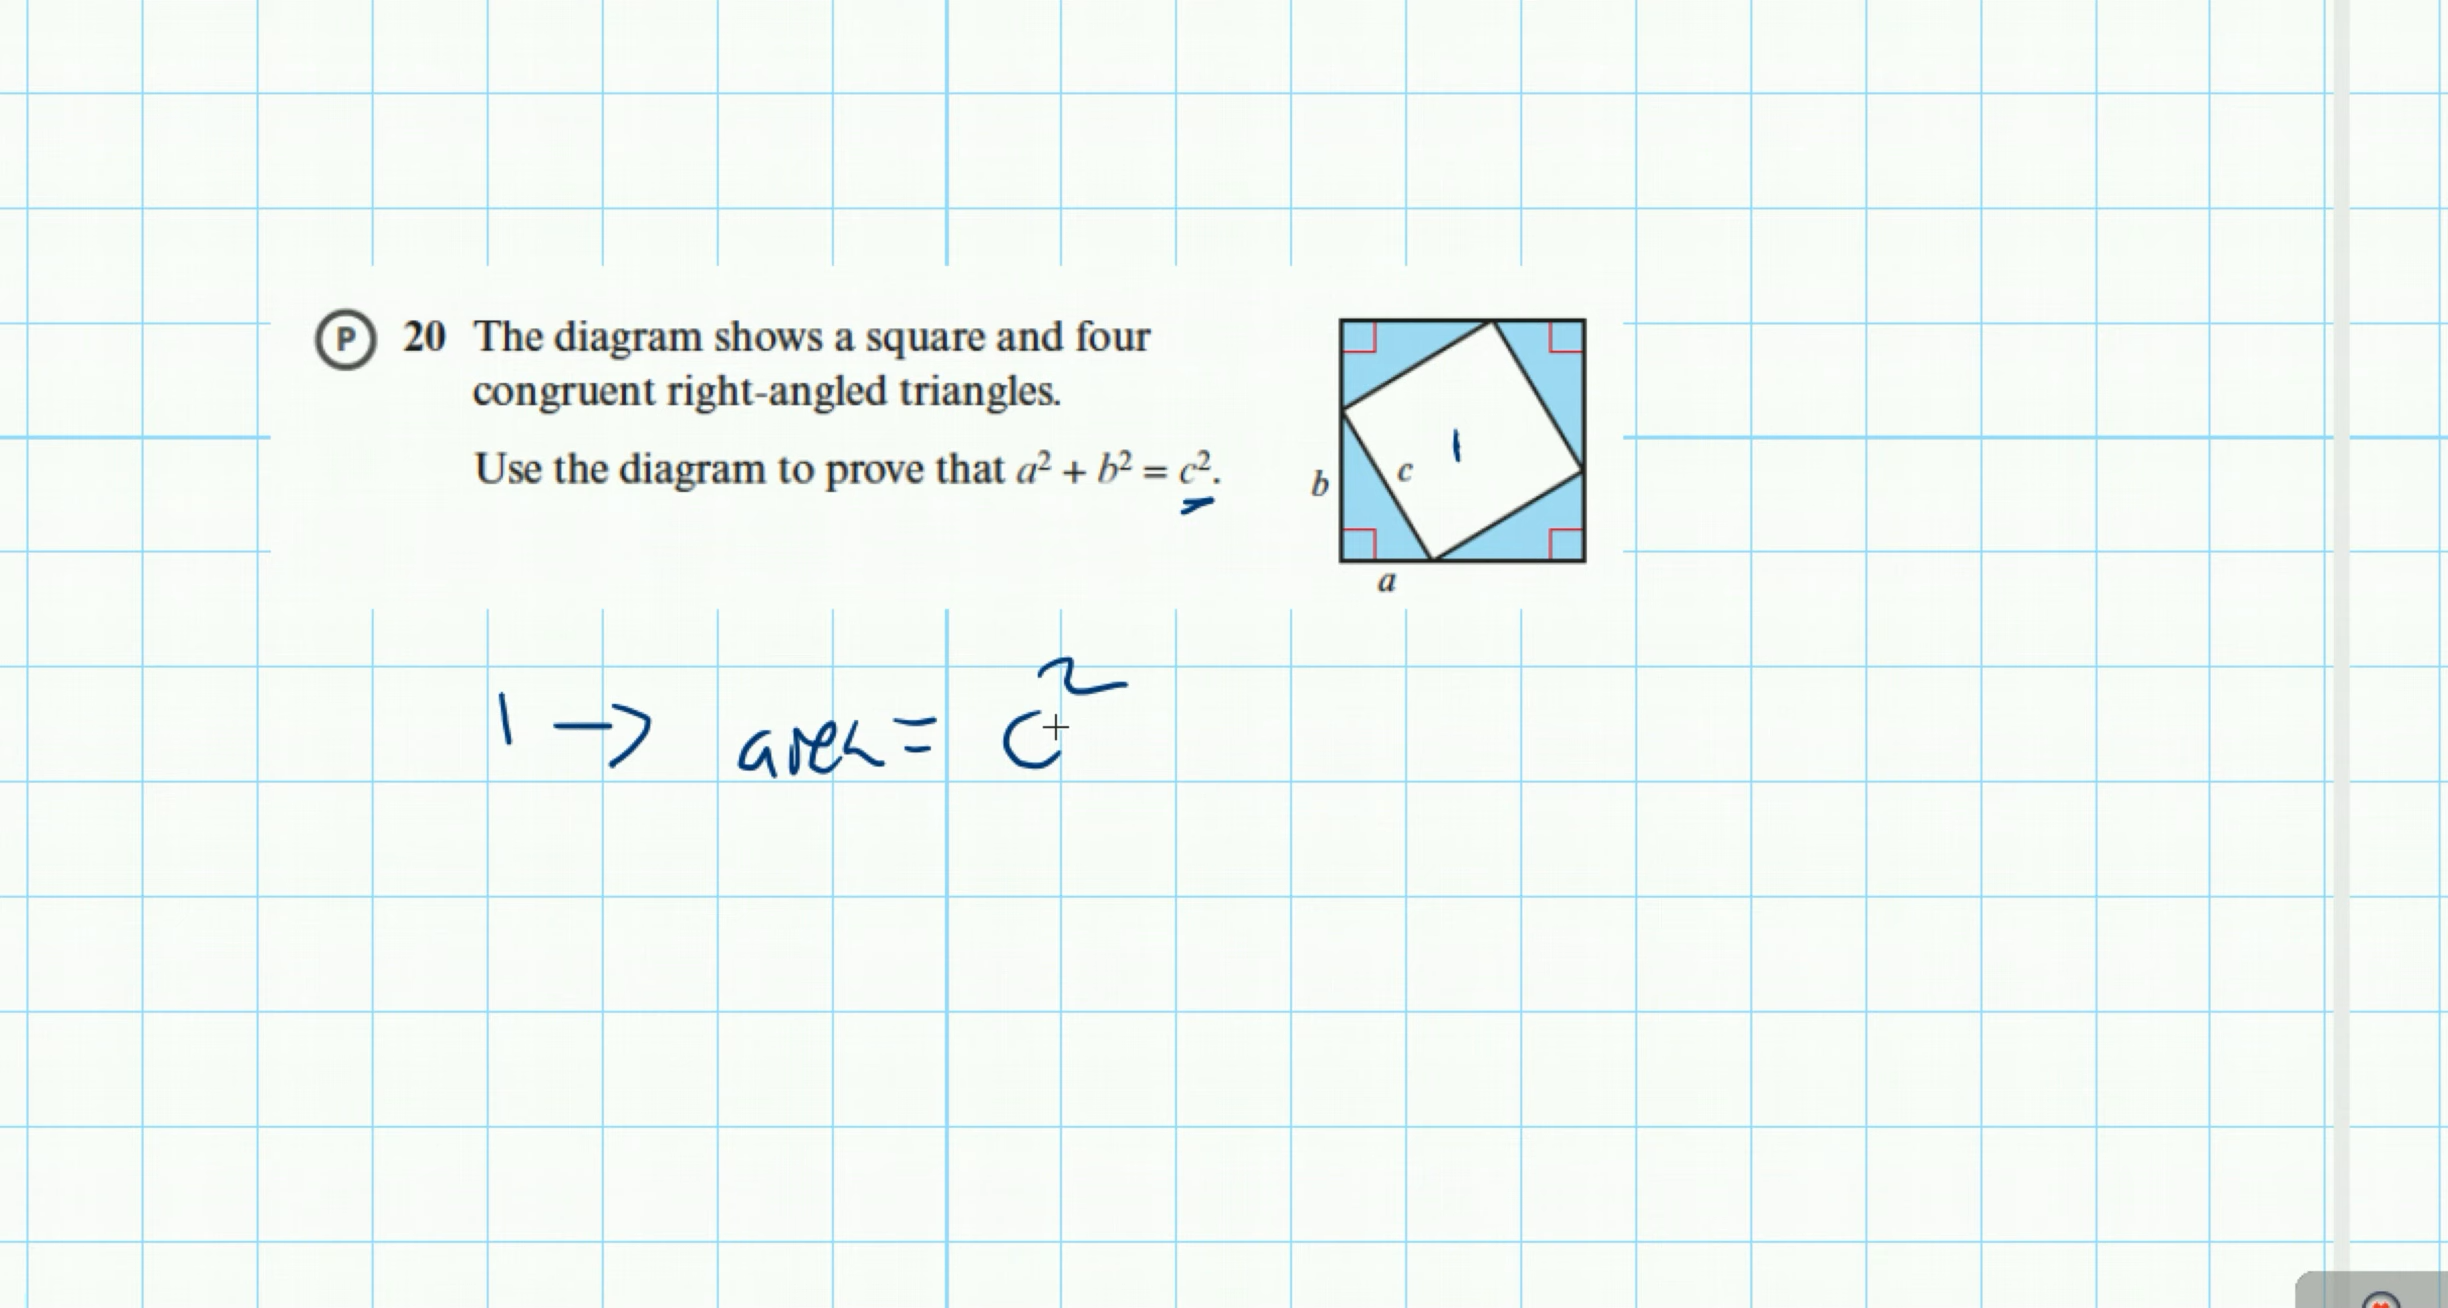 P 20 The diagram shows a square and four
congruent right-angled triangles.
Use the diagram to prove that a² + b² = c².
1
c
b
a
1 → area = c²